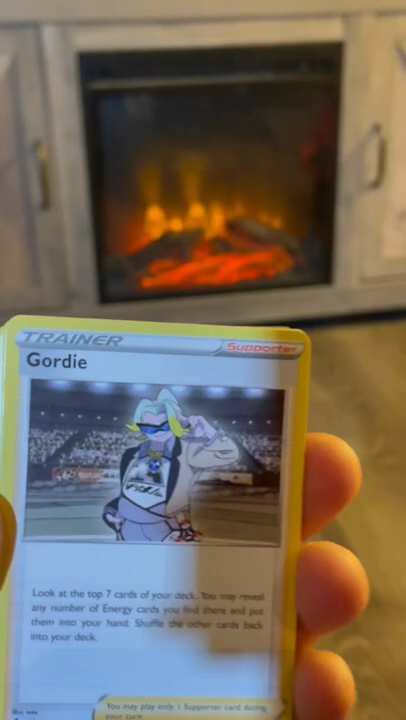 TRAINER
Supporter
Gordie
Look at the top 7 cards of your deck. You may reveal
any number of Energy cards you find there and put
them into your hand. Shuffle the other cards back
into your deck.
You may play only 1 Supporter card during
your turn.